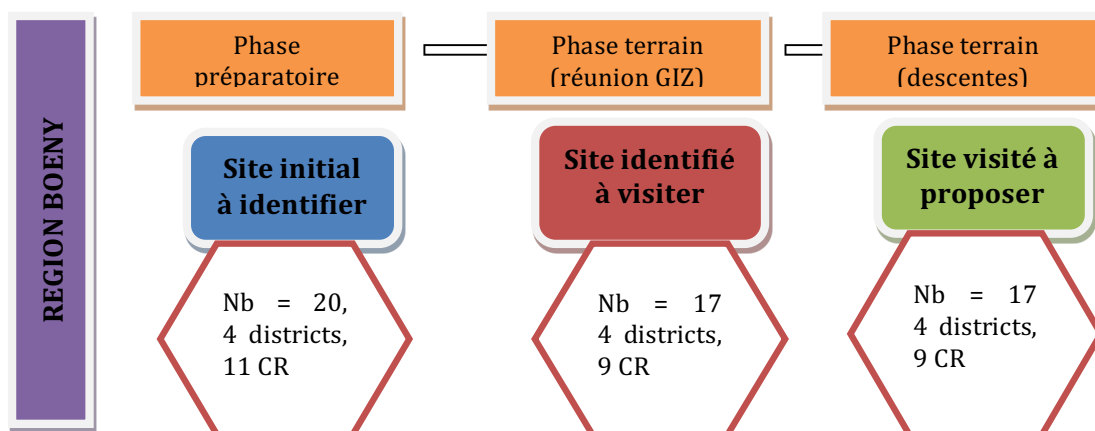 REGION BOENY
Phase
préparatoire
Phase terrain
(réunion GIZ)
Phase terrain
(descentes)
Site initial
à identifier
Site identifié
à visiter
Site visité à
proposer
Nb = 20,
4 districts,
11 CR
Nb = 17
4 districts,
9 CR
Nb = 17
4 districts,
9 CR